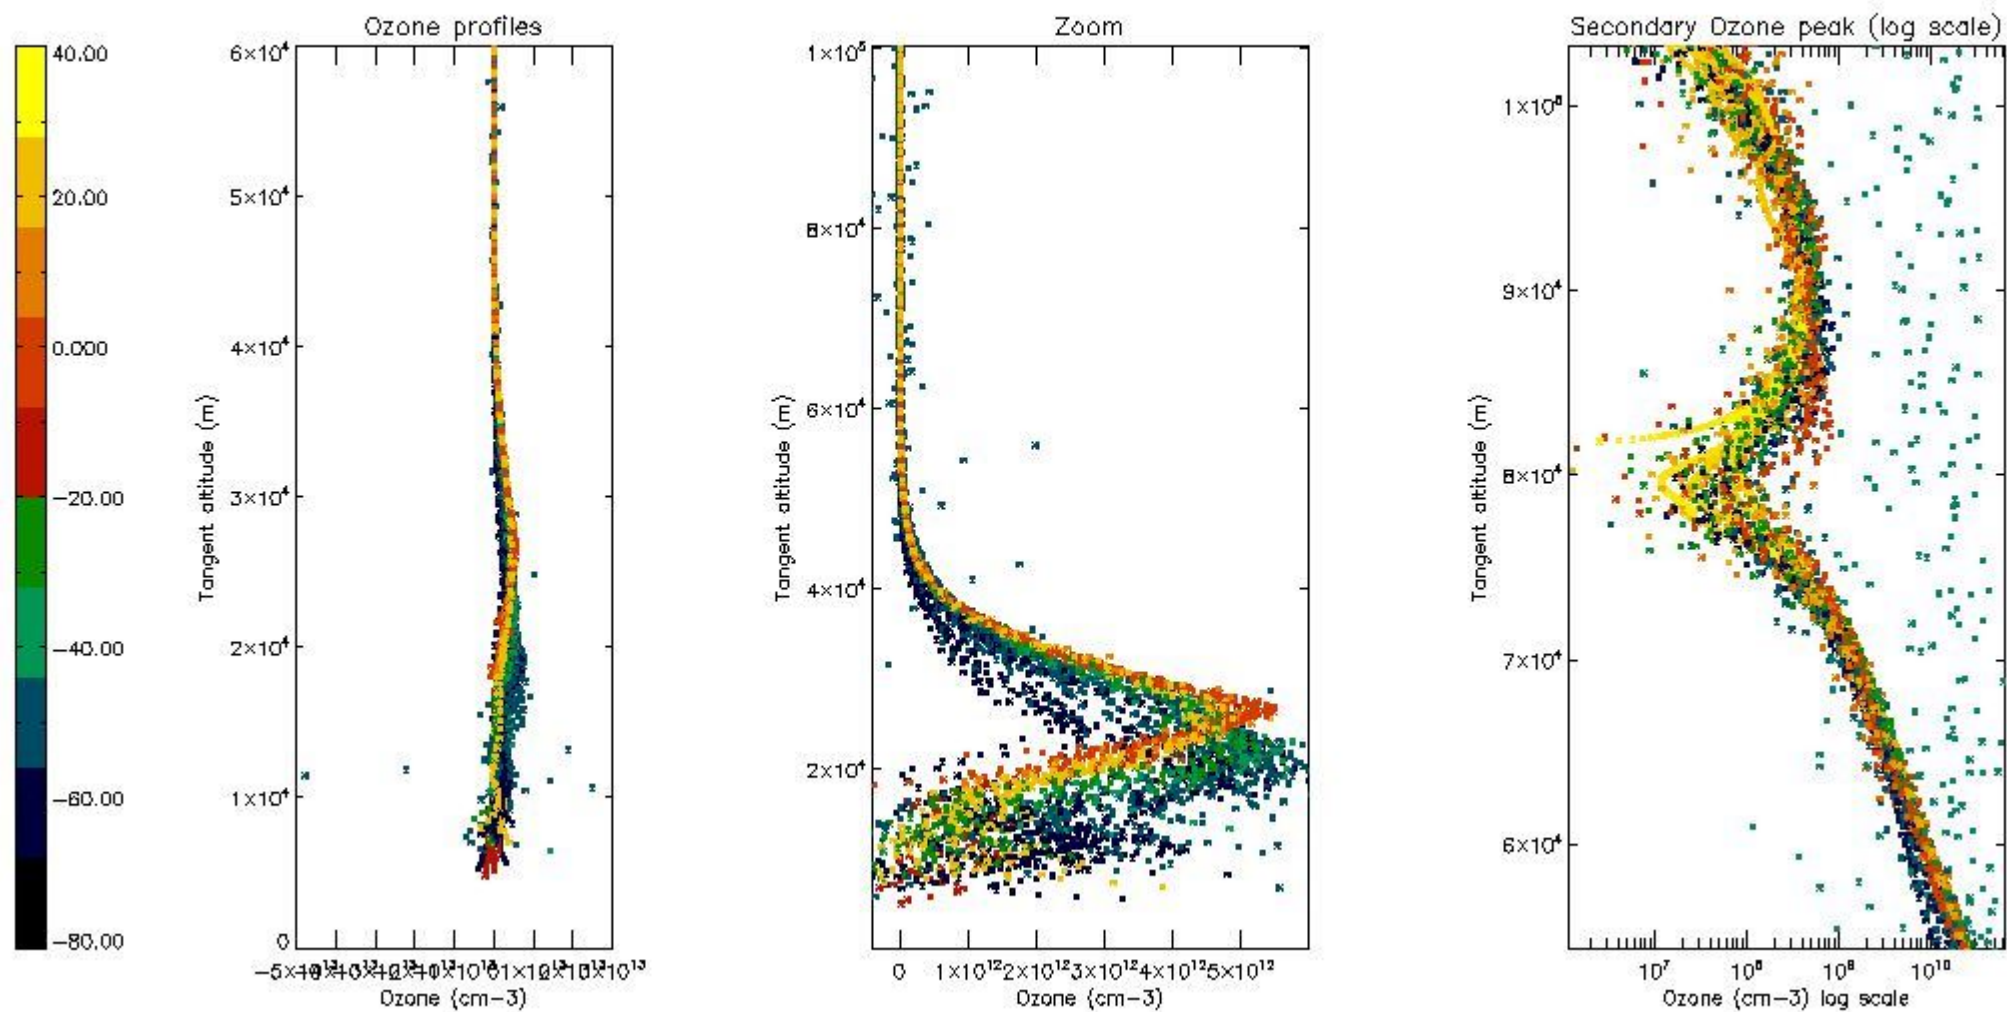 Ozone profiles
Zoom
Secondary Ozone peak (log scale)
40.00
20.00
0.000
−20.00
−40.00
−60.00
−80.00
6×10⁴
5×10⁴
4×10⁴
3×10⁴
2×10⁴
1×10⁴
0
Tangent altitude (m)
Ozone (cm−3)
1×10⁵
8×10⁴
6×10⁴
4×10⁴
2×10⁴
Tangent altitude (m)
0 1×10¹² 2×10¹² 3×10¹² 4×10¹² 5×10¹²
Ozone (cm−3)
1×10⁵
9×10⁴
8×10⁴
7×10⁴
6×10⁴
Tangent altitude (m)
10⁷ 10⁸ 10⁹ 10¹⁰
Ozone (cm−3) log scale